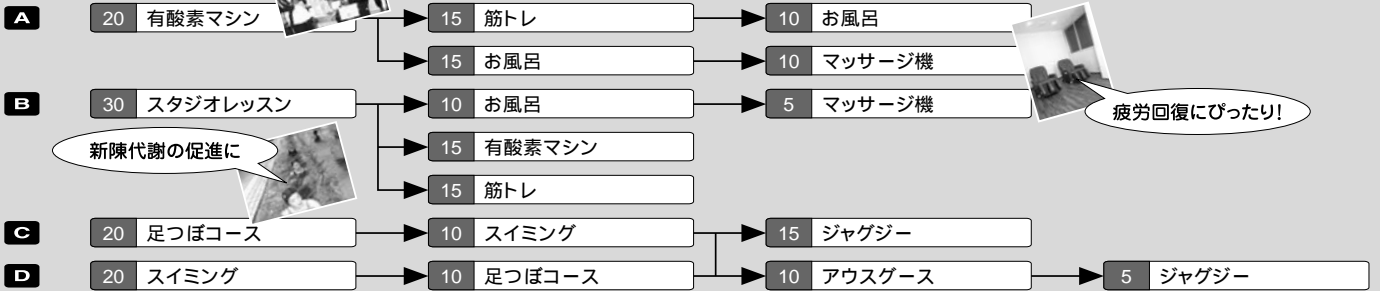 A 20 有酸素マシン 15 筋トレ 10 お風呂
15 お風呂 10 マッサージ機
B 30 スタジオレッスン 10 お風呂 5 マッサージ機
疲労回復にぴったり!
新陳代謝の促進に
15 有酸素マシン
15 筋トレ
C 20 足つぼコース 10 スイミング 15 ジャグジー
D 20 スイミング 10 足つぼコース 10 アウスグース 5 ジャグジー